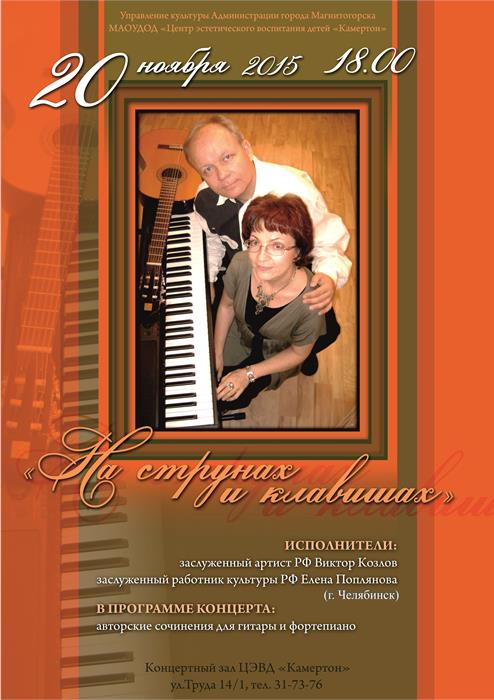 Управление культуры Администрации города Магнитогорска
МАОУДОД «Центр эстетического воспитания детей «Камертон»
20 ноября 2015 18.00
«На струнах
и клавишах»
ИСПОЛНИТЕЛИ:
заслуженный артист РФ Виктор Козлов
заслуженный работник культуры РФ Елена Поплянова
(г. Челябинск)
В ПРОГРАММЕ КОНЦЕРТА:
авторские сочинения для гитары и фортепиано
Концертный зал ЦЭВД «Камертон»
ул.Труда 14/1, тел. 31-73-76